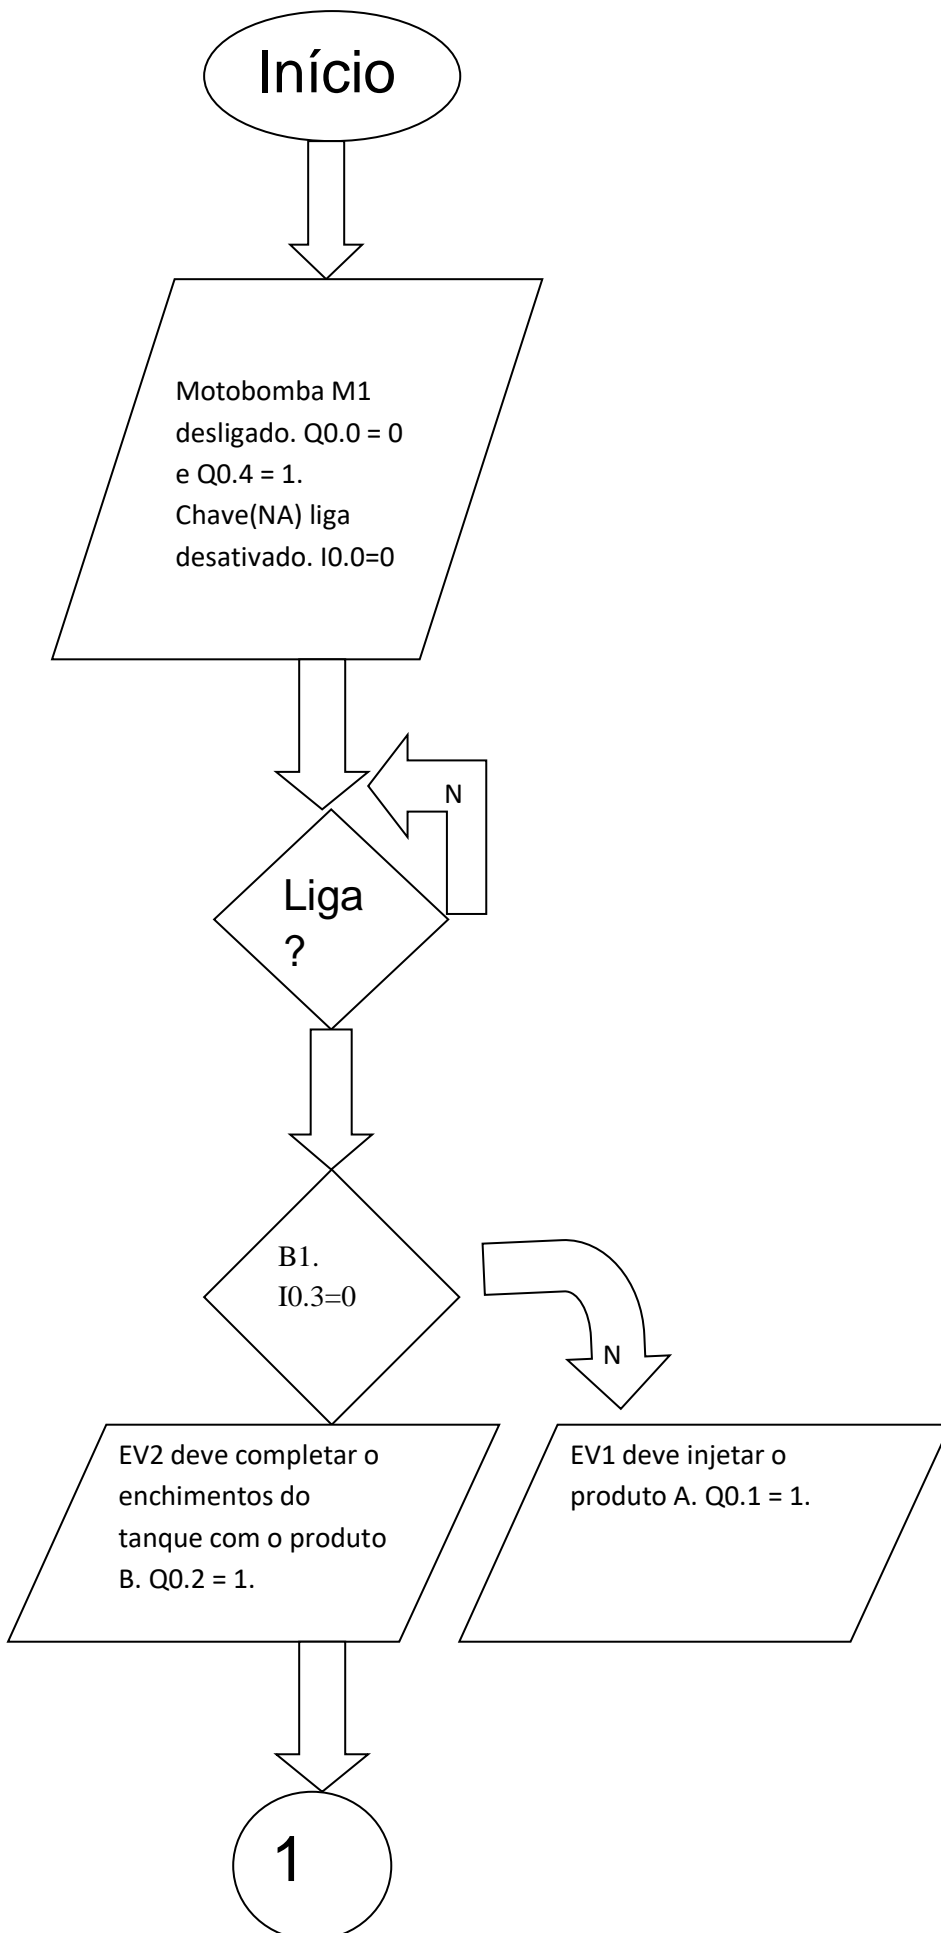 Início
Motobomba M1
desligado. Q0.0 = 0
e Q0.4 = 1.
Chave(NA) liga
desativado. I0.0=0
N
Liga
?
B1.
I0.3=0
N
EV2 deve completar o
enchimentos do
tanque com o produto
B. Q0.2 = 1.
EV1 deve injetar o
produto A. Q0.1 = 1.
1